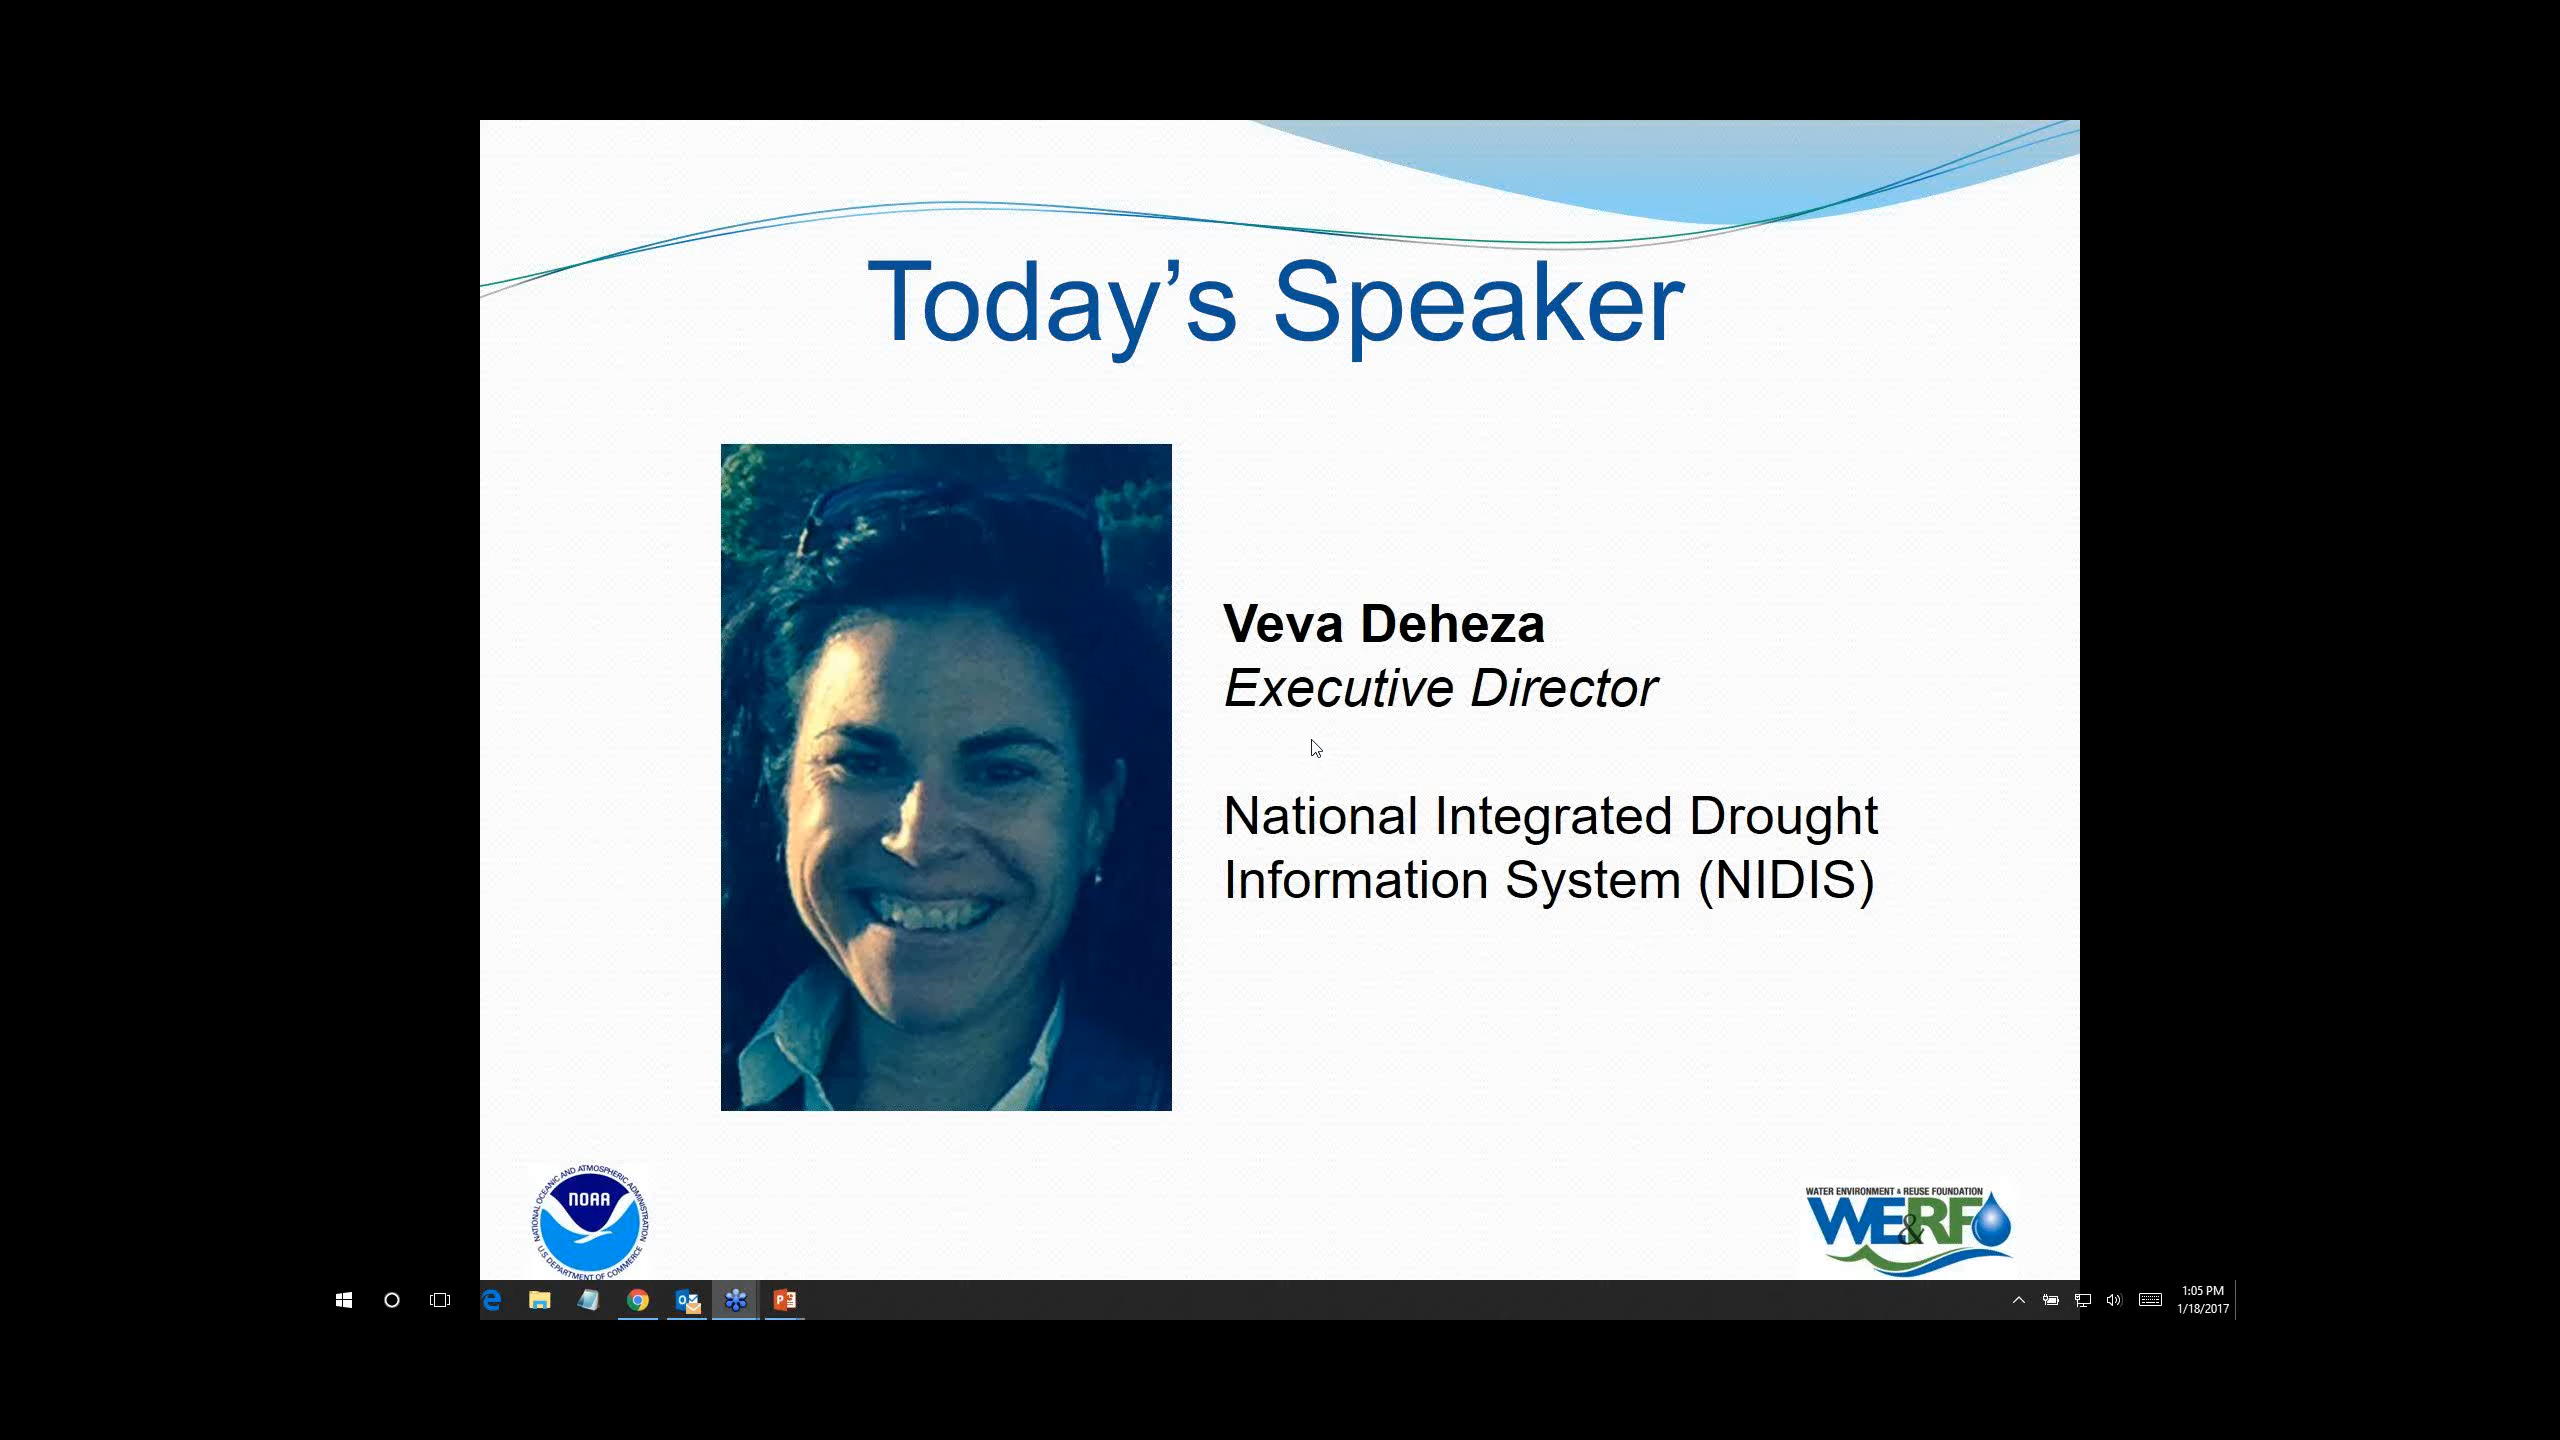 Today’s Speaker
Veva Deheza
Executive Director
National Integrated Drought
Information System (NIDIS)
NATIONAL OCEANIC AND ATMOSPHERIC ADMINISTRATION
NOAA
U.S. DEPARTMENT OF COMMERCE
WATER ENVIRONMENT & REUSE FOUNDATION
WE&RF
1:05 PM
1/18/2017